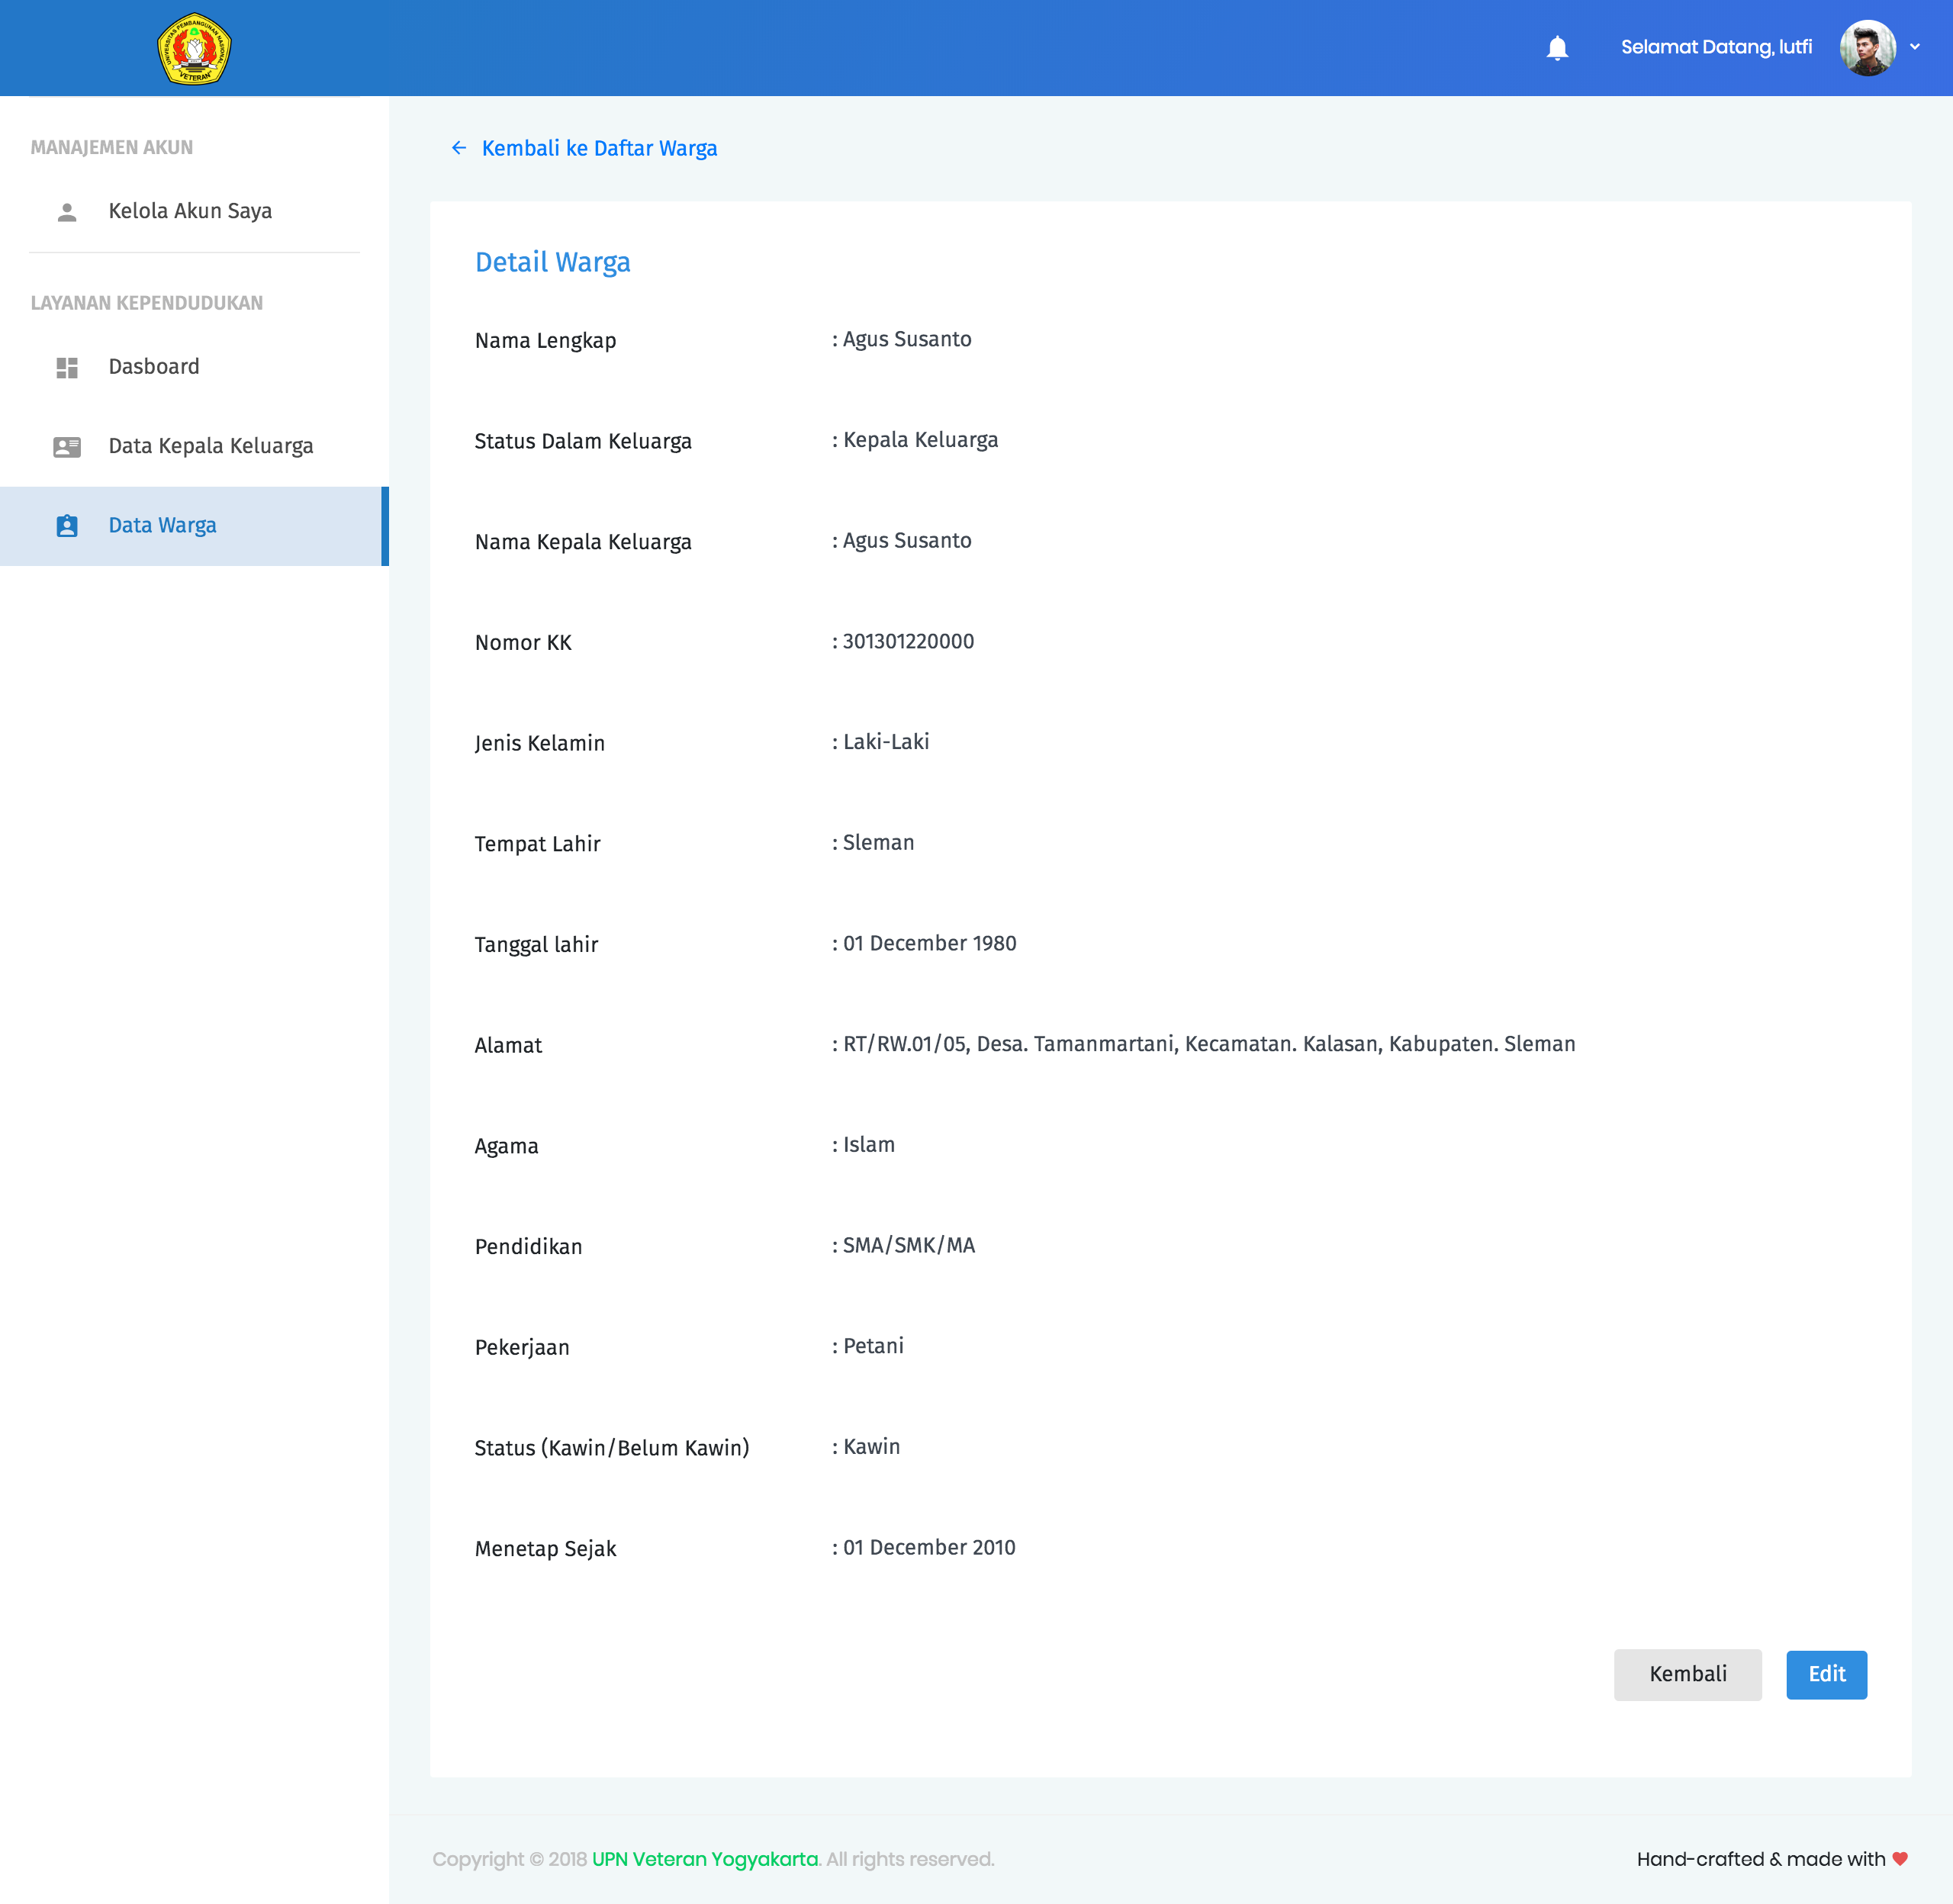 UNIVERSITAS PEMBANGUNAN NASIONAL
"VETERAN"
Selamat Datang, lutfi
MANAJEMEN AKUN
Kelola Akun Saya
LAYANAN KEPENDUDUKAN
Dasboard
Data Kepala Keluarga
Data Warga
Kembali ke Daftar Warga
Detail Warga
Nama Lengkap : Agus Susanto
Status Dalam Keluarga : Kepala Keluarga
Nama Kepala Keluarga : Agus Susanto
Nomor KK : 301301220000
Jenis Kelamin : Laki-Laki
Tempat Lahir : Sleman
Tanggal lahir : 01 December 1980
Alamat : RT/RW.01/05, Desa. Tamanmartani, Kecamatan. Kalasan, Kabupaten. Sleman
Agama : Islam
Pendidikan : SMA/SMK/MA
Pekerjaan : Petani
Status (Kawin/Belum Kawin) : Kawin
Menetap Sejak : 01 December 2010
Kembali Edit
Copyright © 2018 UPN Veteran Yogyakarta. All rights reserved. Hand-crafted & made with